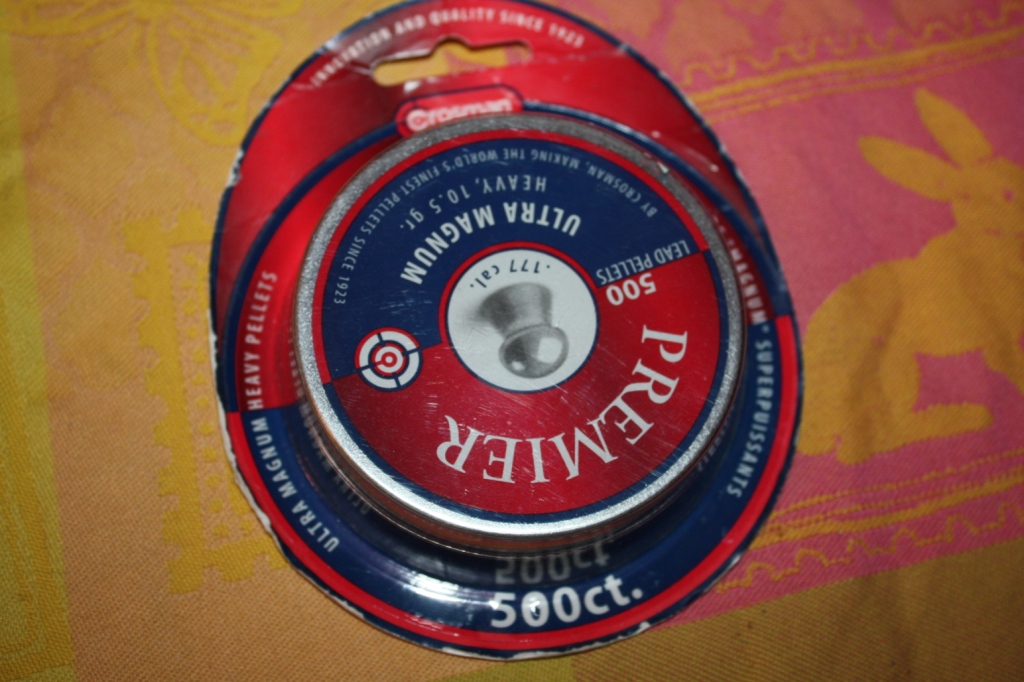 INNOVATION AND QUALITY SINCE 1923
Crosman
BY CROSMAN, MAKING THE WORLD'S FINEST PELLETS SINCE 1923
HEAVY, 10.5 gr.
ULTRA MAGNUM
.177 cal.
500
LEAD PELLETS
PREMIER
ULTRA MAGNUM HEAVY PELLETS
SUPERPUISSANTS
500ct.